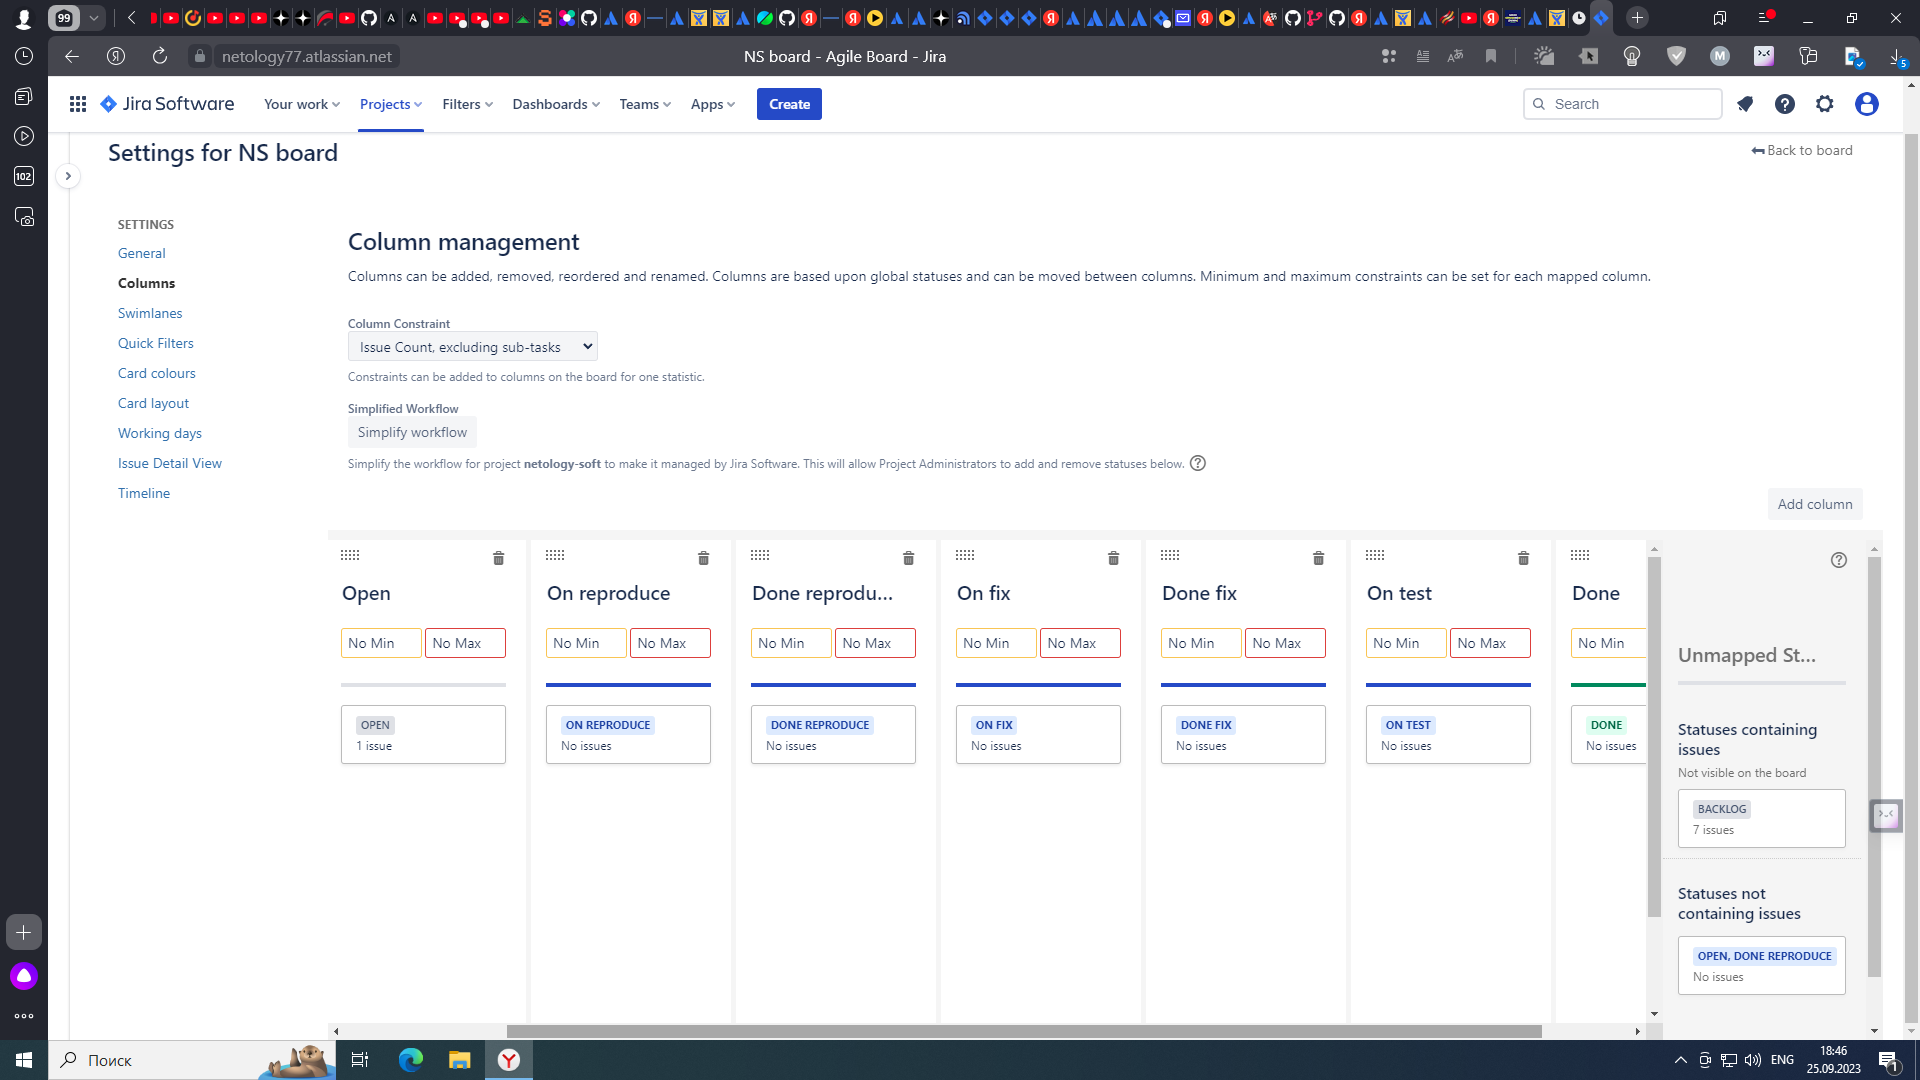 99
netology77.atlassian.net
NS board - Agile Board - Jira
5
Jira Software
Your work
Projects
Filters
Dashboards
Teams
Apps
Create
Search
102
Settings for NS board
Back to board
SETTINGS
General
Columns
Swimlanes
Quick Filters
Card colours
Card layout
Working days
Issue Detail View
Timeline
Column management
Columns can be added, removed, reordered and renamed. Columns are based upon global statuses and can be moved between columns. Minimum and maximum constraints can be set for each mapped column.
Column Constraint
Issue Count, excluding sub-tasks
Constraints can be added to columns on the board for one statistic.
Simplified Workflow
Simplify workflow
Simplify the workflow for project netology-soft to make it managed by Jira Software. This will allow Project Administrators to add and remove statuses below.
Add column
Open
No Min No Max
OPEN
1 issue
On reproduce
No Min No Max
ON REPRODUCE
No issues
Done reprodu...
No Min No Max
DONE REPRODUCE
No issues
On fix
No Min No Max
ON FIX
No issues
Done fix
No Min No Max
DONE FIX
No issues
On test
No Min No Max
ON TEST
No issues
Done
No Min
DONE
No issues
Unmapped St...
Statuses containing
issues
Not visible on the board
BACKLOG
7 issues
Statuses not
containing issues
OPEN, DONE REPRODUCE
No issues
Поиск
ENG
18:46
25.09.2023
1